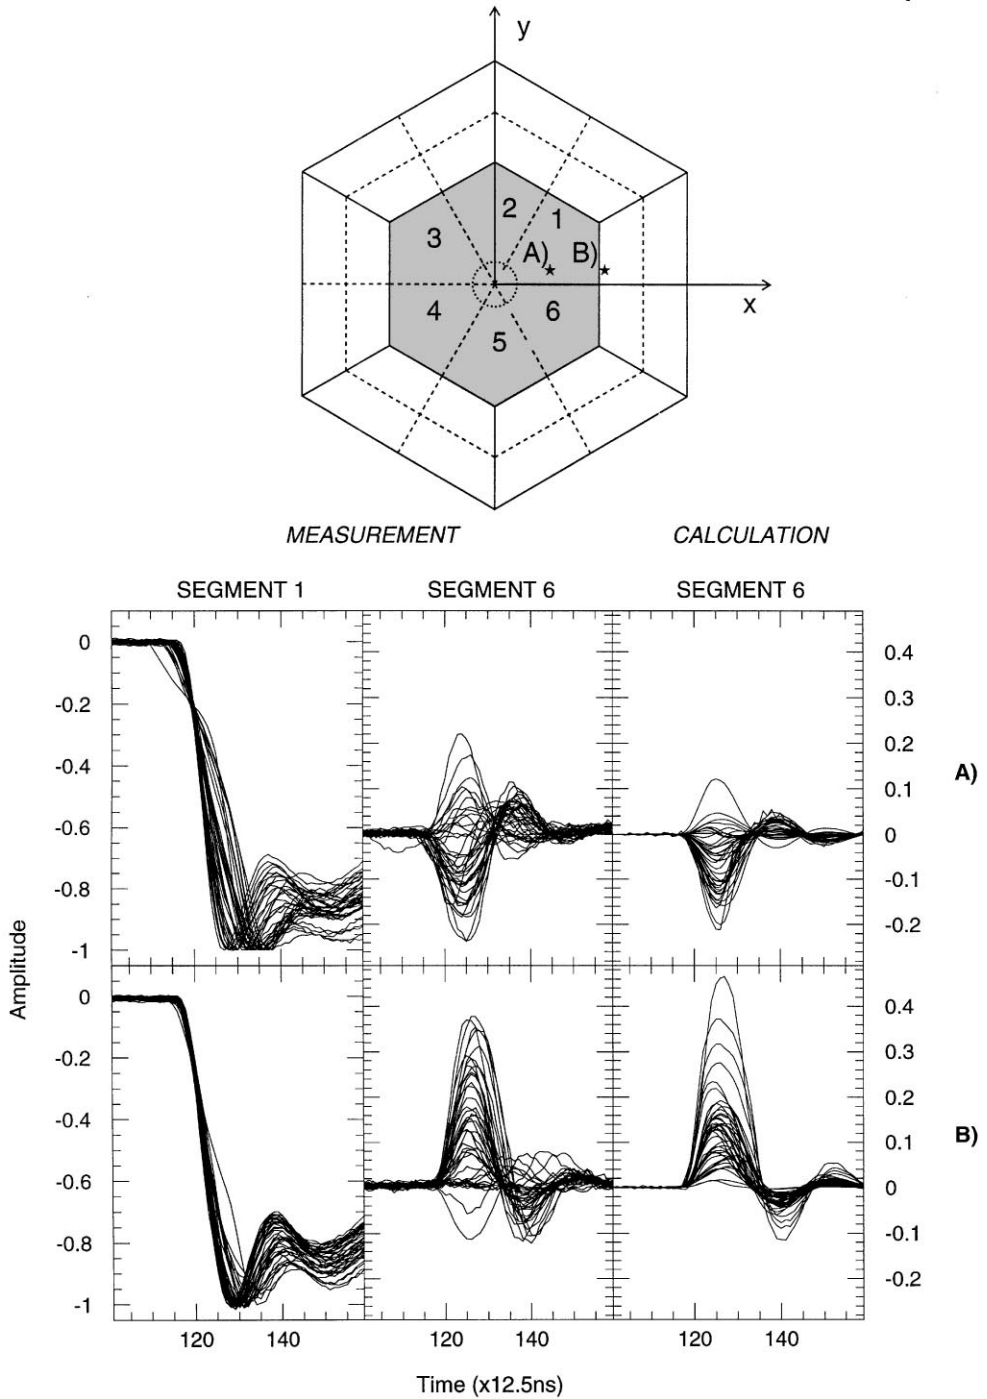 y
2
1
3
A)
B)
x
4
6
5
MEASUREMENT
CALCULATION
SEGMENT 1
SEGMENT 6
SEGMENT 6
0
-0.2
-0.4
-0.6
-0.8
-1
0.4
0.3
0.2
0.1
0
-0.1
-0.2
A)
Amplitude
0
-0.2
-0.4
-0.6
-0.8
-1
0.4
0.3
0.2
0.1
0
-0.1
-0.2
B)
120 140
120 140
120 140
Time (x12.5ns)